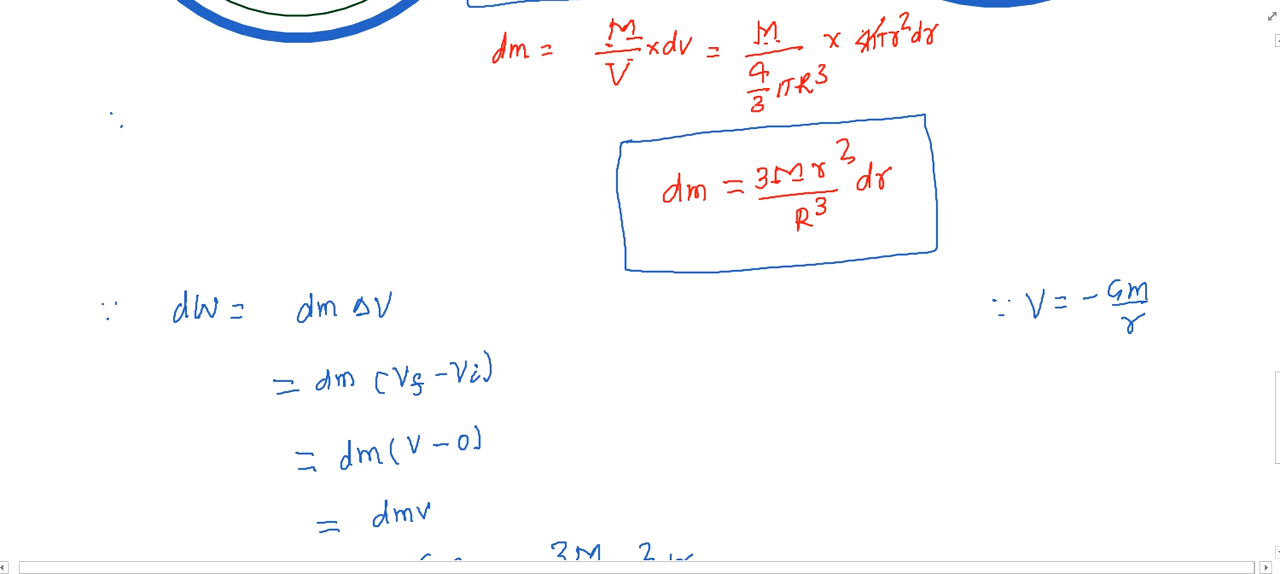 dm = M/V × dv = M/(4/3 πR³) × 4πr²dr
∴
dm = 3Mr²/R³ dr
∵ dW = dm ΔV
∵ V = - Gm/r
= dm (Vf - Vi)
= dm (V - 0)
= dmv